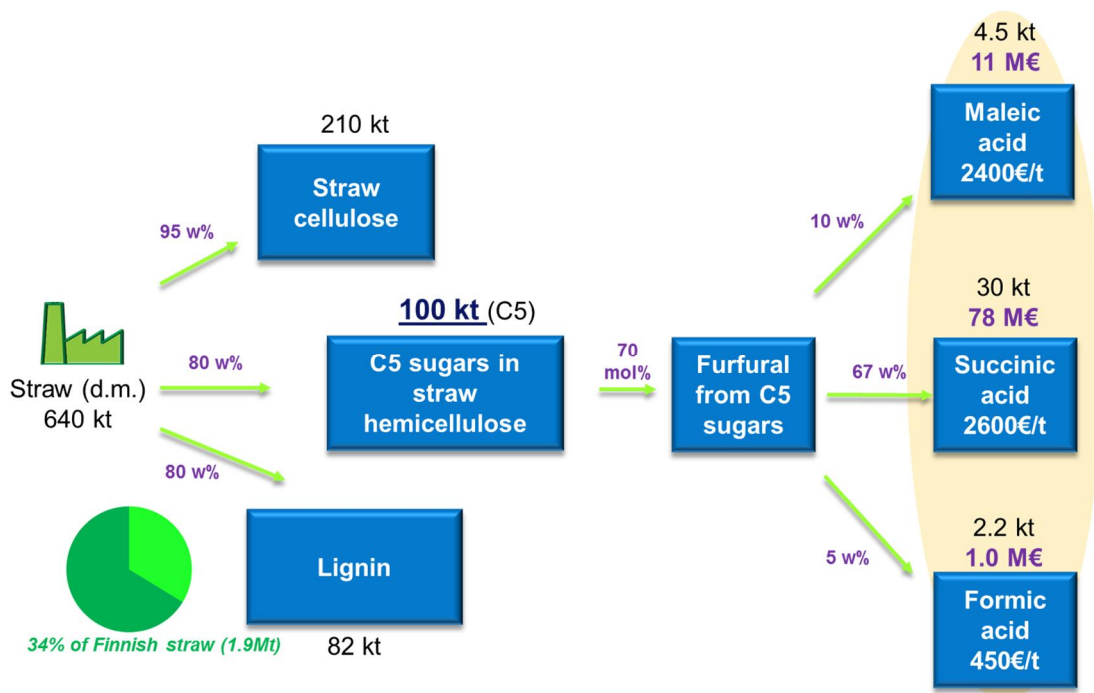 4.5 kt
11 M€
Maleic
acid
2400€/t
210 kt
Straw
cellulose
95 w%
10 w%
100 kt (C5)
30 kt
78 M€
Straw (d.m.)
640 kt
80 w%
C5 sugars in
straw
hemicellulose
70
mol%
Furfural
from C5
sugars
67 w%
Succinic
acid
2600€/t
80 w%
Lignin
82 kt
34% of Finnish straw (1.9Mt)
5 w%
2.2 kt
1.0 M€
Formic
acid
450€/t